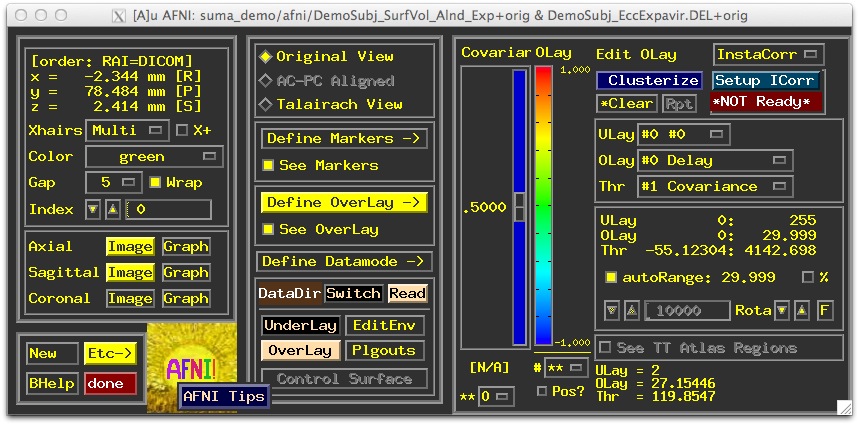 [A]u AFNI: suma_demo/afni/DemoSubj_SurfVol_Alnd_Exp+orig & DemoSubj_EccExpavir.DEL+orig
[order: RAI=DICOM]
x = -2.344 mm [R]
y = 78.484 mm [P]
z = 2.414 mm [S]
Xhairs Multi X+
Color green
Gap 5 Wrap
Index 0
Axial Image Graph
Sagittal Image Graph
Coronal Image Graph
New Etc->
BHelp done
AFNI!
AFNI Tips
Original View
AC-PC Aligned
Talairach View
Define Markers ->
See Markers
Define OverLay ->
See OverLay
Define Datamode ->
DataDir Switch Read
UnderLay EditEnv
OverLay Plgouts
Control Surface
Covariar OLay
1.000
.5000
-1.000
[N/A] # **
** 0 Pos?
Edit OLay InstaCorr
Clusterize Setup ICorr
*Clear Rpt *NOT Ready*
ULay #0 #0
OLay #0 Delay
Thr #1 Covariance
ULay 0: 255
OLay 0: 29.999
Thr -55.12304: 4142.698
autoRange: 29.999 %
10000 Rota F
See TT Atlas Regions
ULay = 2
OLay = 27.15446
Thr = 119.8547